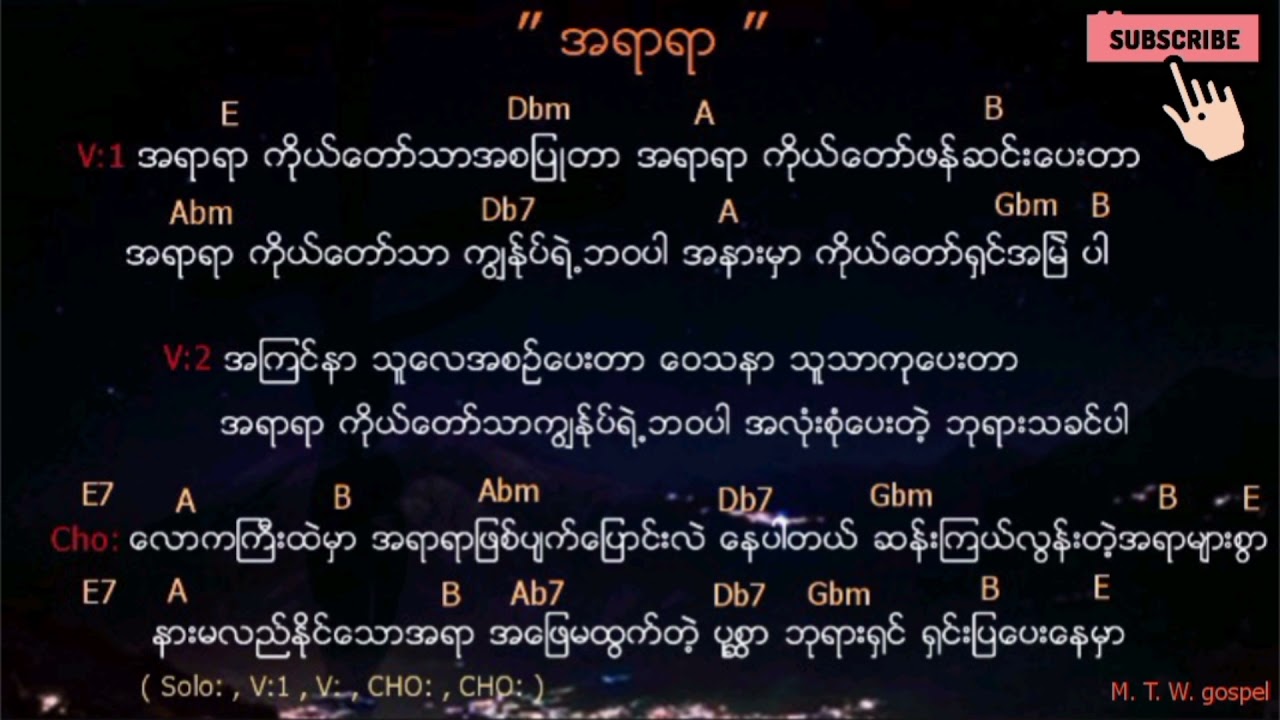 " အရာရာ "
SUBSCRIBE
E Dbm A B
V:1 အရာရာ ကိုယ်တော်သာအစပြုတာ အရာရာ ကိုယ်တော်ဖန်ဆင်းပေးတာ
Abm Db7 A Gbm B
အရာရာ ကိုယ်တော်သာ ကျွန်ုပ်ရဲ့ဘဝပါ အနားမှာ ကိုယ်တော်ရှင်အမြဲ ပါ
V:2 အကြင်နာ သူလေအစဉ်ပေးတာ ဝေသနာ သူသာကုပေးတာ
အရာရာ ကိုယ်တော်သာကျွန်ုပ်ရဲ့ဘဝပါ အလုံးစုံပေးတဲ့ ဘုရားသခင်ပါ
E7 A B Abm Db7 Gbm B E
Cho: လောကကြီးထဲမှာ အရာရာဖြစ်ပျက်ပြောင်းလဲ နေပါတယ် ဆန်းကြယ်လွန်းတဲ့အရာများစွာ
E7 A B Ab7 Db7 Gbm B E
နားမလည်နိုင်သောအရာ အဖြေမထွက်တဲ့ ပုစ္ဆာ ဘုရားရှင် ရှင်းပြပေးနေမှာ
( Solo: , V:1 , V: , CHO: , CHO: )
M. T. W. gospel